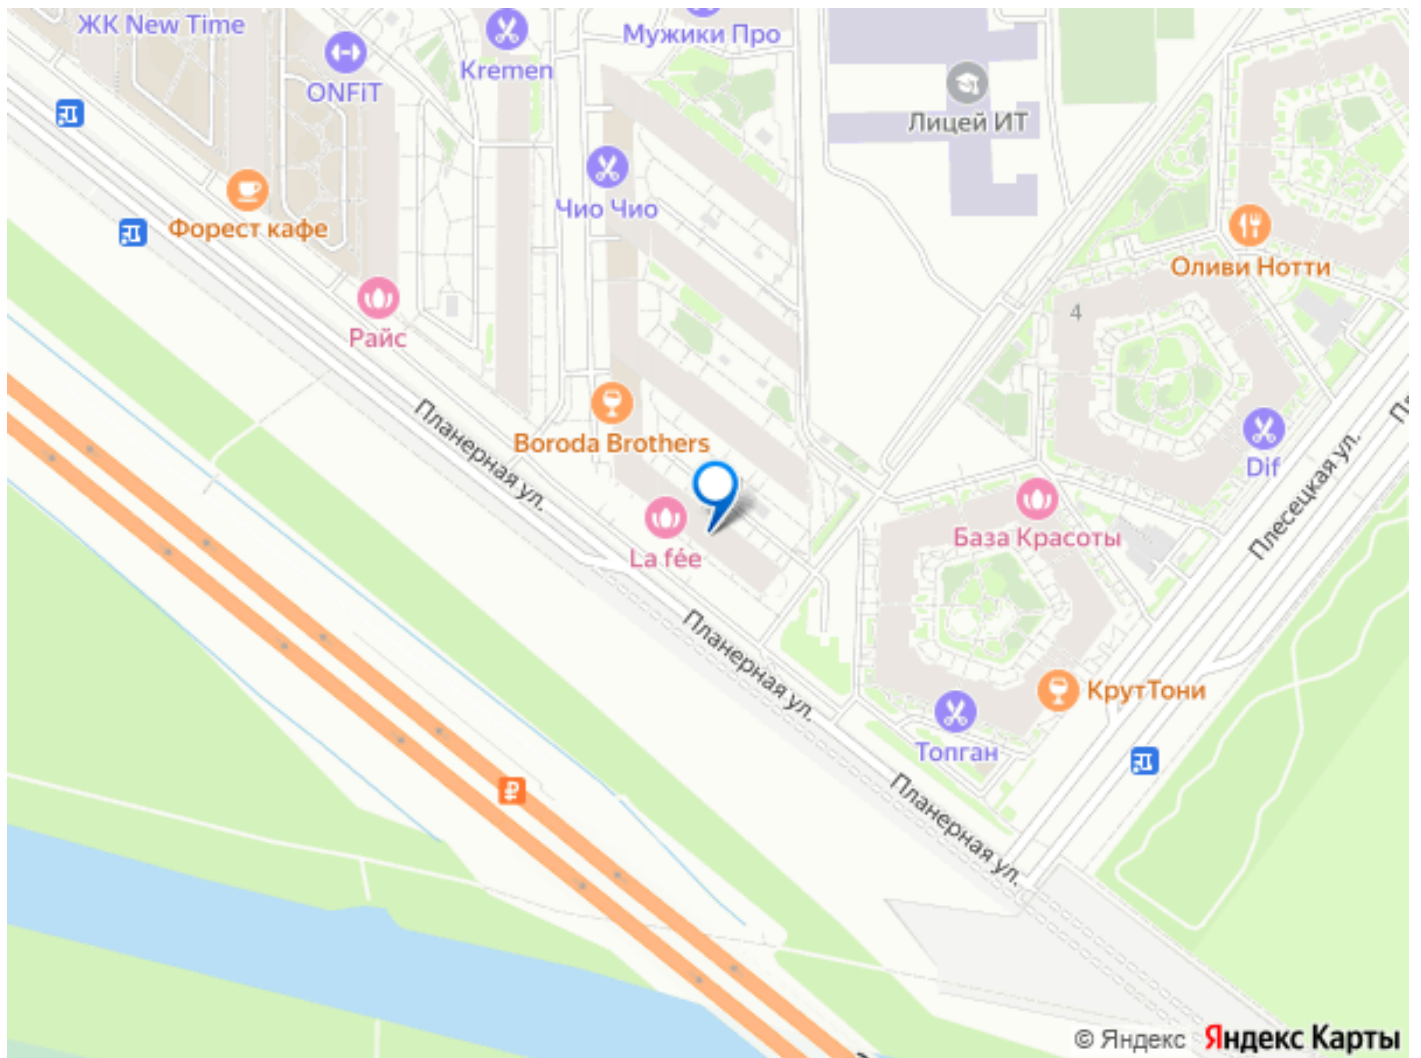 ЖК New Time
ONFiT
Kremen
Мужики Про
Лицей ИТ
Чио Чио
Форест кафе
Оливи Нотти
Райс
4
Планерная ул.
Boroda Brothers
Dif
Плесецкая ул.
La fée
База Красоты
Планерная ул.
КрутТони
Топган
Планерная ул.
© Яндекс Яндекс Карты